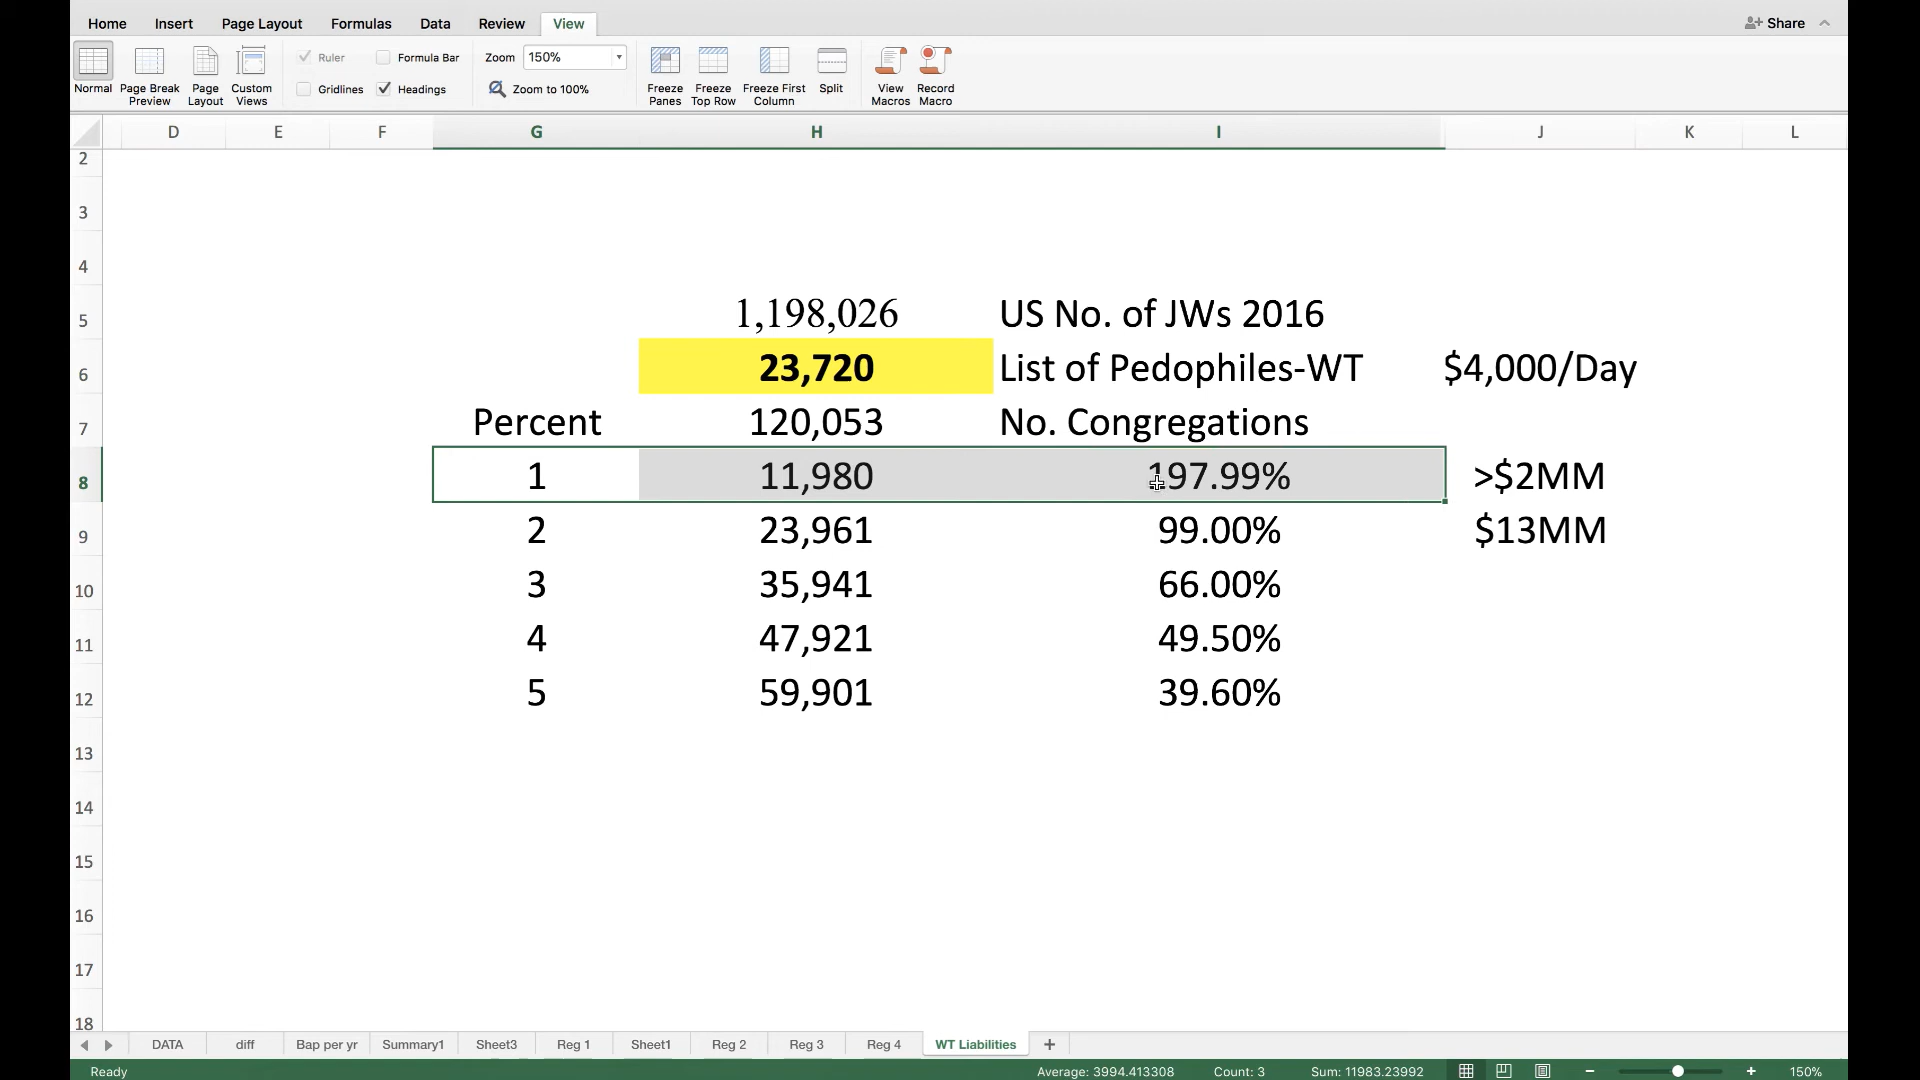 Home Insert Page Layout Formulas Data Review View Share
Normal Page Break Preview Page Layout Custom Views Ruler Gridlines Formula Bar Headings Zoom 150% Zoom to 100% Freeze Panes Freeze Top Row Freeze First Column Split View Macros Record Macro
D E F G H I J K L
2
3
4
5 1,198,026 US No. of JWs 2016
6 23,720 List of Pedophiles-WT $4,000/Day
7 Percent 120,053 No. Congregations
8 1 11,980 197.99% >$2MM
9 2 23,961 99.00% $13MM
10 3 35,941 66.00%
11 4 47,921 49.50%
12 5 59,901 39.60%
13
14
15
16
17
18
DATA diff Bap per yr Summary1 Sheet3 Reg 1 Sheet1 Reg 2 Reg 3 Reg 4 WT Liabilities +
Ready Average: 3994.413308 Count: 3 Sum: 11983.23992 − + 150%